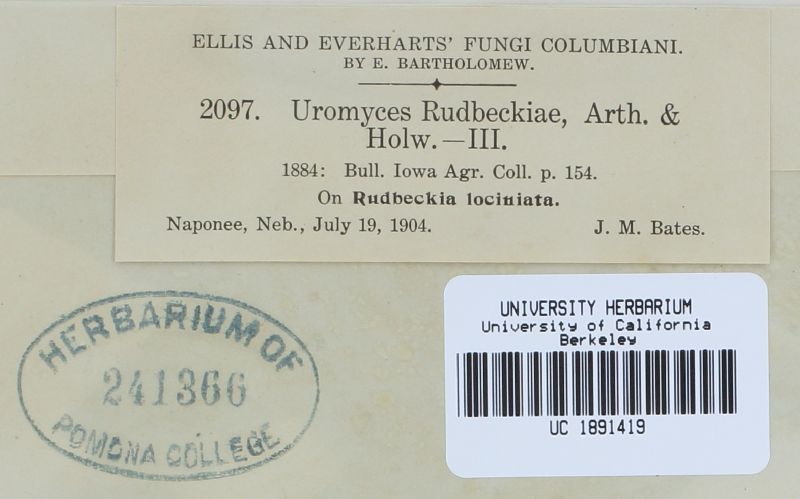 ELLIS AND EVERHARTS' FUNGI COLUMBIANI.
BY E. BARTHOLOMEW.
2097. Uromyces Rudbeckiae, Arth. &
Holw.—III.
1884: Bull. Iowa Agr. Coll. p. 154.
On Rudbeckia lociniata.
Naponee, Neb., July 19, 1904. J. M. Bates.
HERBARIUM OF
241366
POMONA COLLEGE
UNIVERSITY HERBARIUM
University of California
Berkeley
UC 1891419